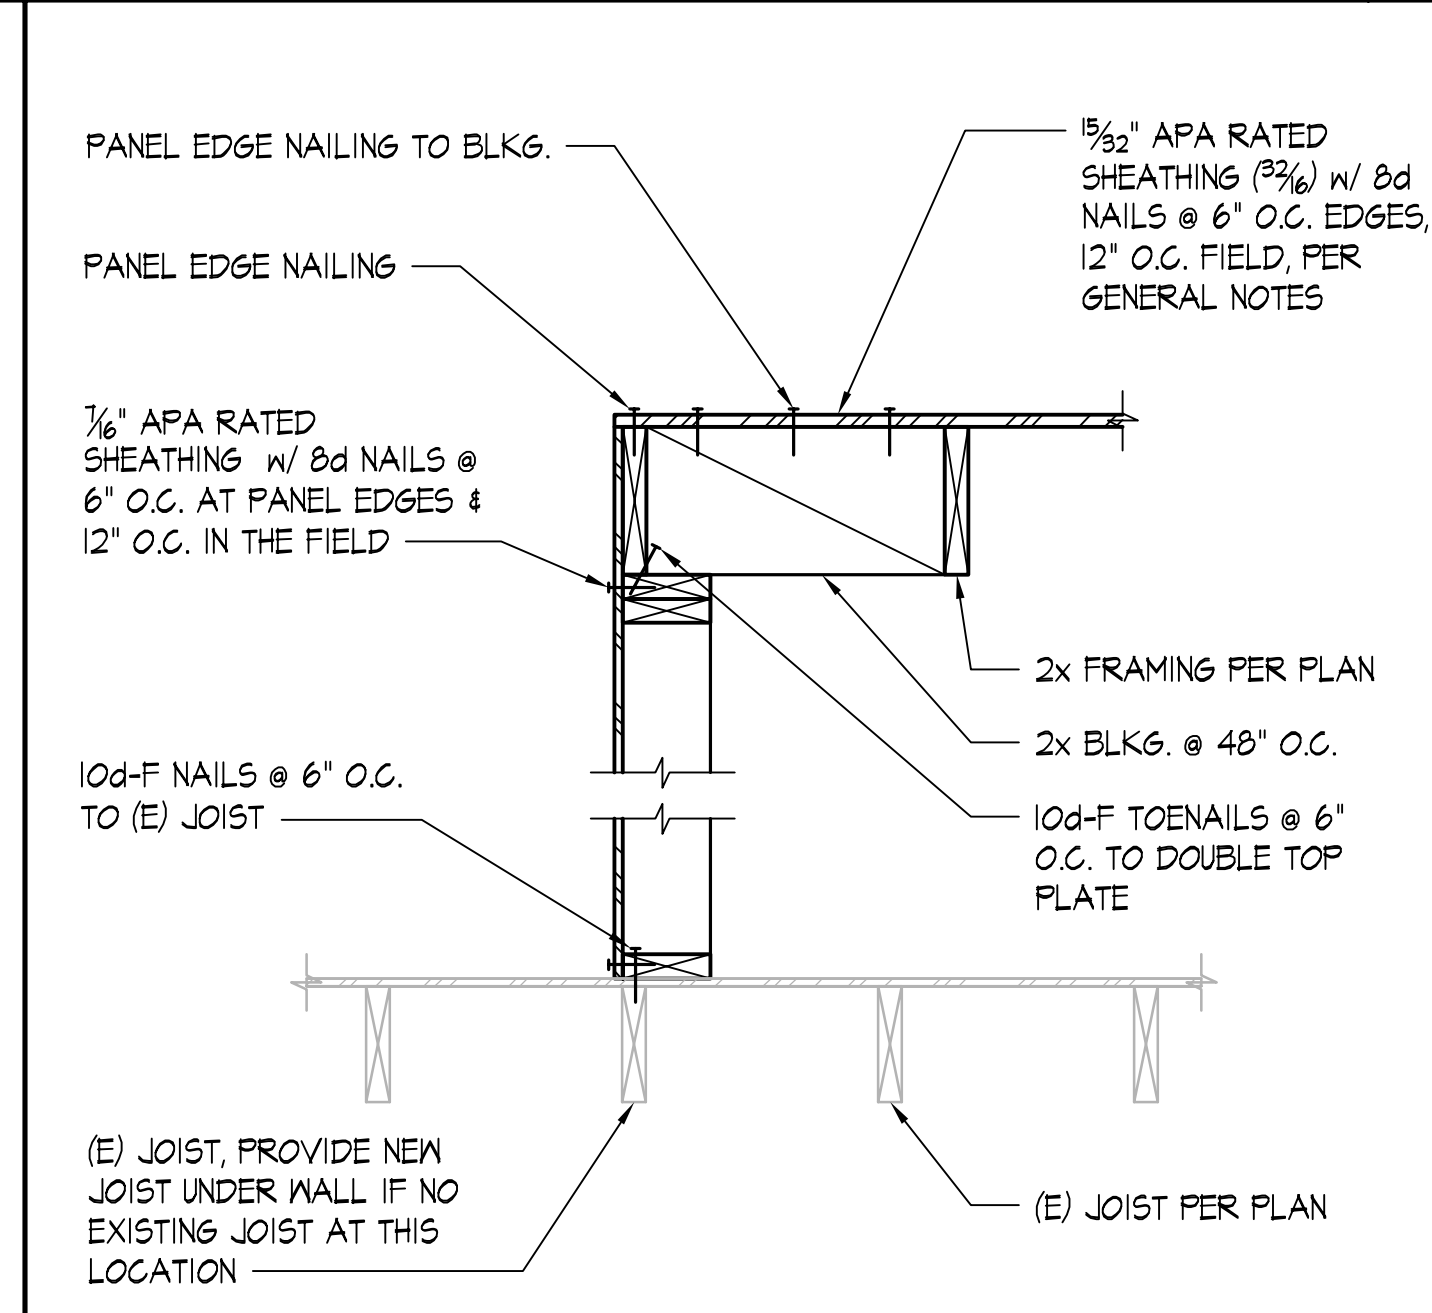 PANEL EDGE NAILING TO BLKG.
PANEL EDGE NAILING
7/16" APA RATED
SHEATHING w/ 8d NAILS @
6" O.C. AT PANEL EDGES &
12" O.C. IN THE FIELD
10d-F NAILS @ 6" O.C.
TO (E) JOIST
(E) JOIST, PROVIDE NEW
JOIST UNDER WALL IF NO
EXISTING JOIST AT THIS
LOCATION
15/32" APA RATED
SHEATHING (32/16) w/ 8d
NAILS @ 6" O.C. EDGES,
12" O.C. FIELD, PER
GENERAL NOTES
2x FRAMING PER PLAN
2x BLKG. @ 48" O.C.
10d-F TOENAILS @ 6"
O.C. TO DOUBLE TOP
PLATE
(E) JOIST PER PLAN